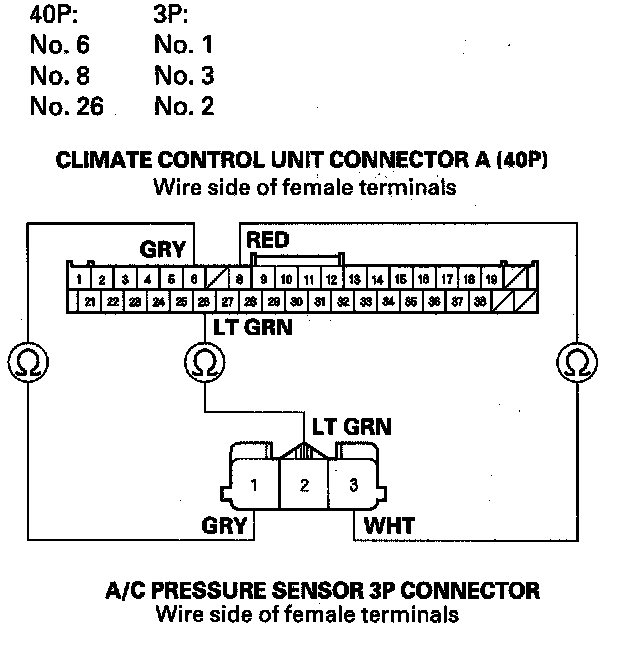 40P: 3P:
No. 6 No. 1
No. 8 No. 3
No. 26 No. 2
CLIMATE CONTROL UNIT CONNECTOR A (40P)
Wire side of female terminals
GRY RED
1 2 3 4 5 6 8 9 10 11 12 13 14 15 16 17 18 19
21 22 23 24 25 26 27 28 29 30 31 32 33 34 35 36 37 38
LT GRN
Ω Ω Ω
LT GRN
1 2 3
GRY WHT
A/C PRESSURE SENSOR 3P CONNECTOR
Wire side of female terminals